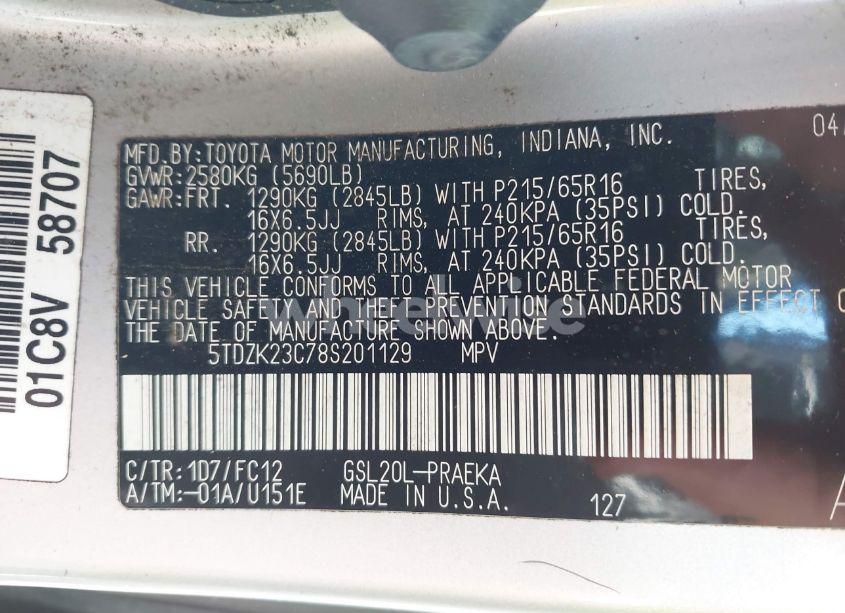 01C8V 58707
04/
MFD.BY:TOYOTA MOTOR MANUFACTURING, INDIANA, INC.
GVWR:2580KG (5690LB)
GAWR:FRT. 1290KG (2845LB) WITH P215/65R16 TIRES,
16X6.5JJ RIMS, AT 240KPA (35PSI) COLD.
RR. 1290KG (2845LB) WITH P215/65R16 TIRES,
16X6.5JJ RIMS, AT 240KPA (35PSI) COLD.
THIS VEHICLE CONFORMS TO ALL APPLICABLE FEDERAL MOTOR
VEHICLE SAFETY AND THEFT PREVENTION STANDARDS IN EFFECT O
THE DATE OF MANUFACTURE SHOWN ABOVE.
5TDZK23C78S201129 MPV
C/TR:1D7/FC12 GSL20L-PRAEKA
A/TM:-01A/U151E MADE IN U.S.A. 127
A